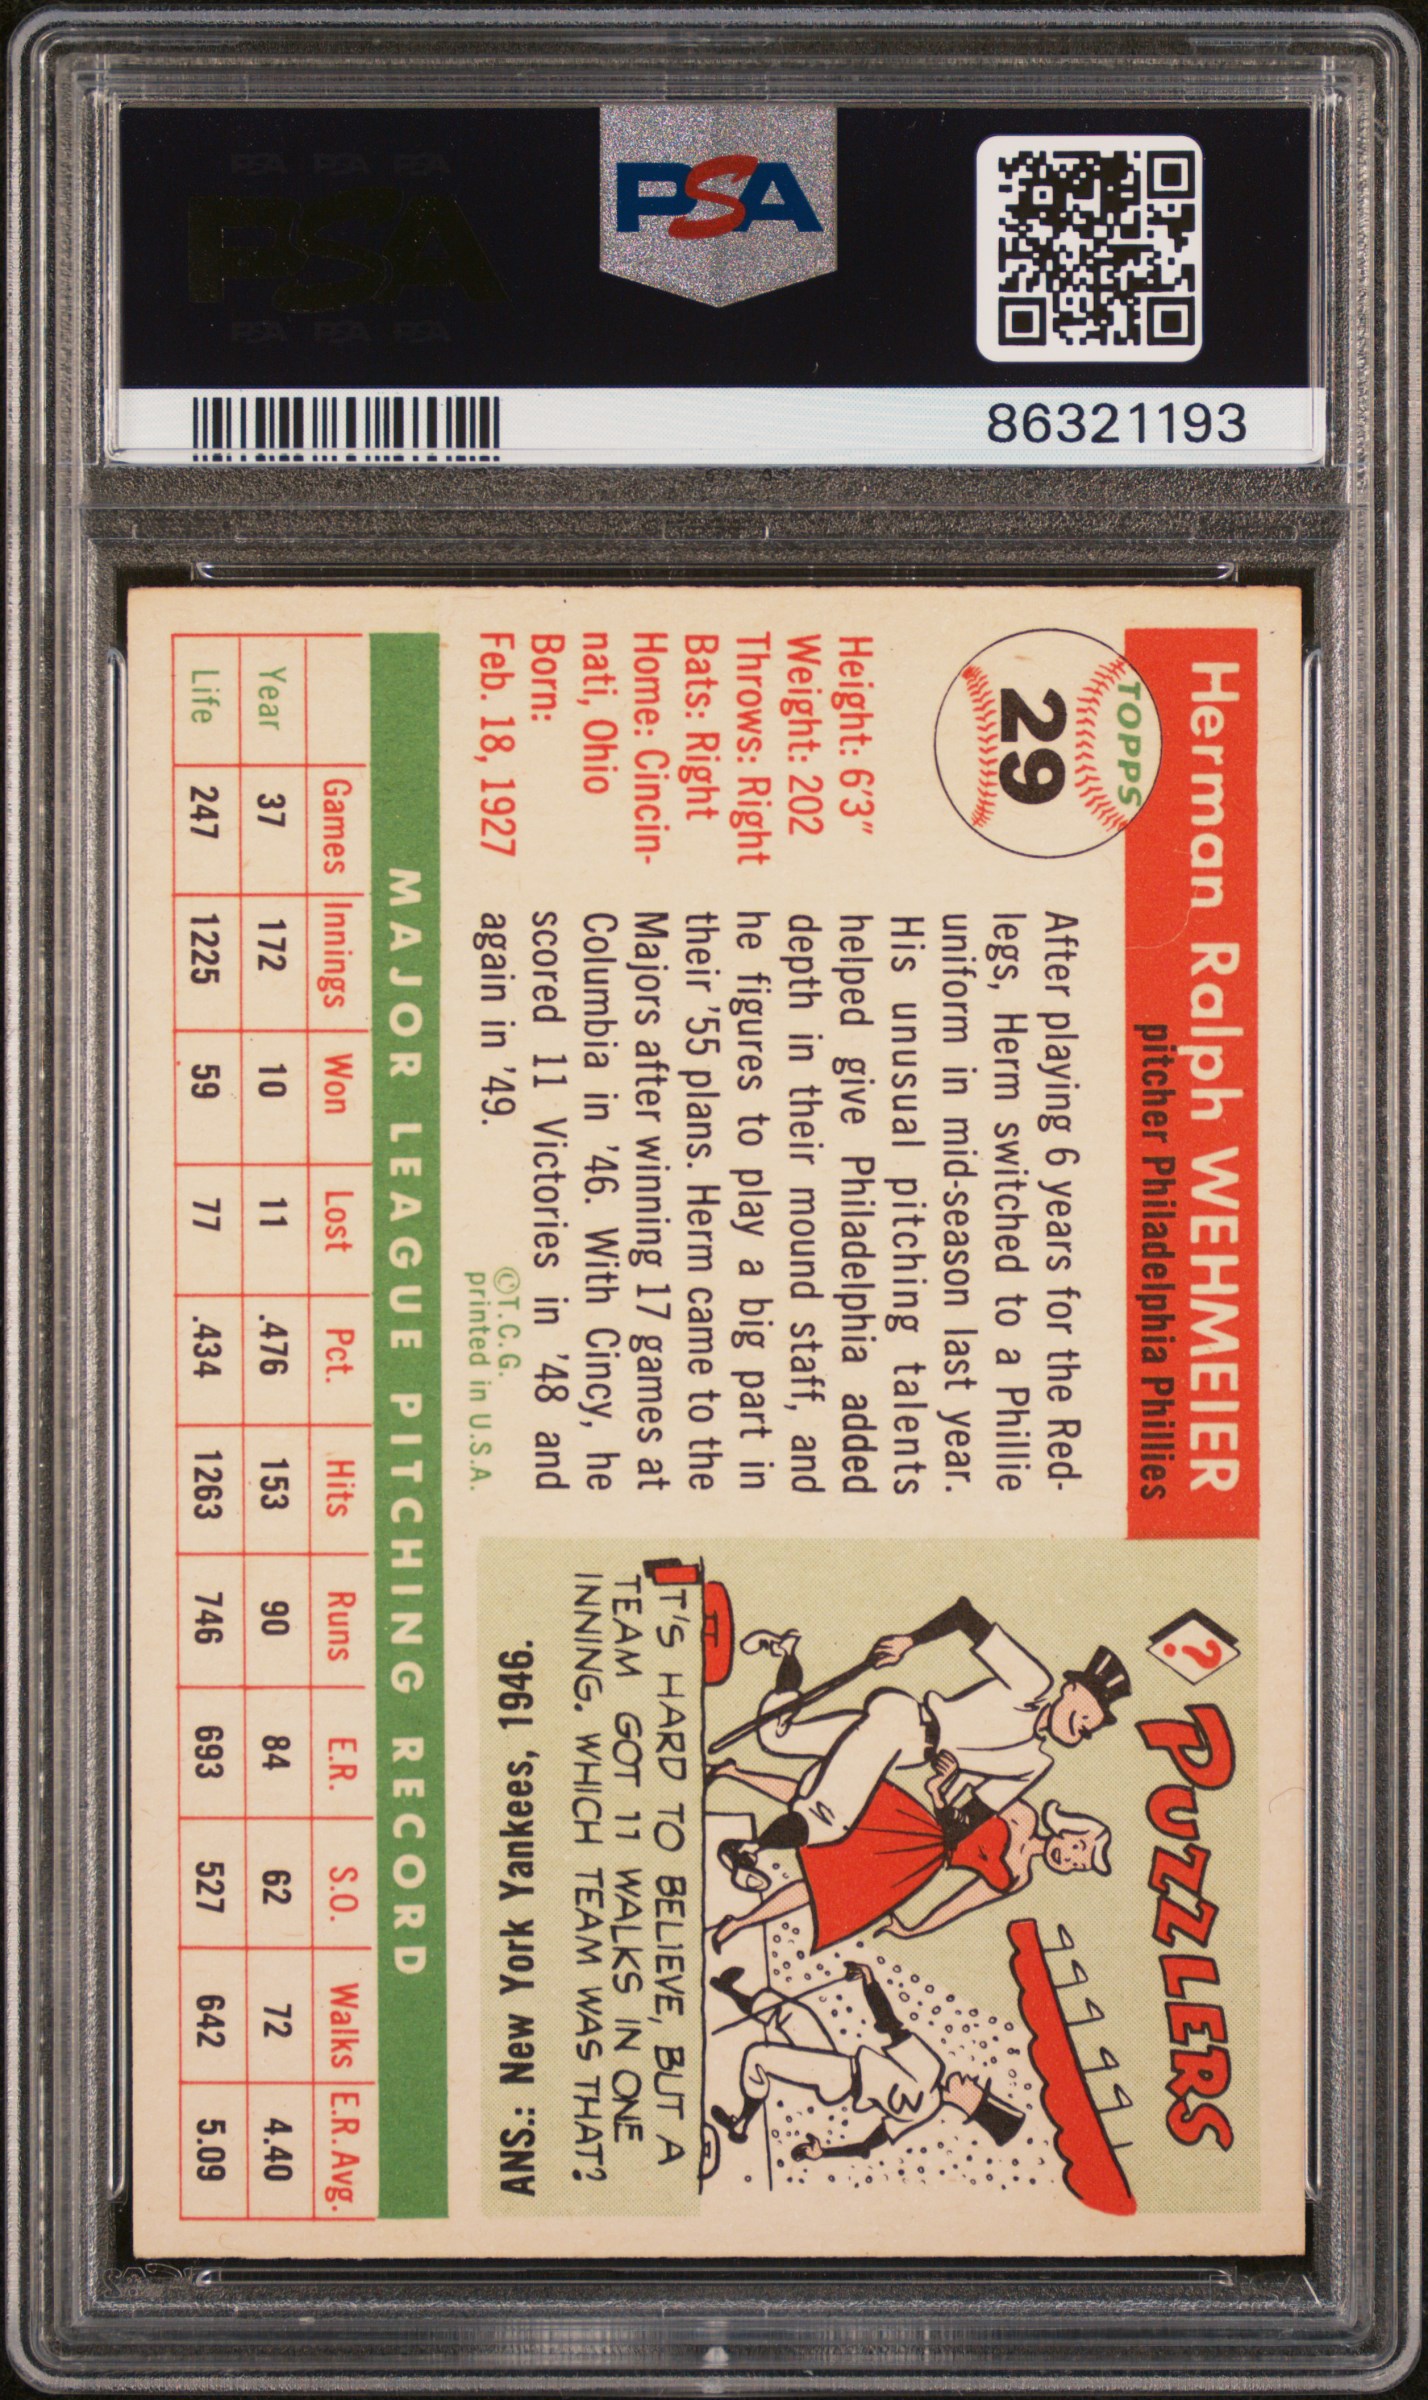 PSA PSA PSA
PSA
PSA PSA PSA
PSA
86321193
Herman Ralph WEHMEIER
pitcher Philadelphia Phillies
TOPPS
29
Height: 6'3"
Weight: 202
Throws: Right
Bats: Right
Home: Cincin-
nati, Ohio
Born:
Feb. 18, 1927
After playing 6 years for the Red-
legs, Herm switched to a Phillie
uniform in mid-season last year.
His unusual pitching talents
helped give Philadelphia added
depth in their mound staff, and
he figures to play a big part in
their '55 plans. Herm came to the
Majors after winning 17 games at
Columbia in '46. With Cincy, he
scored 11 Victories in '48 and
again in '49.
©T.C.G.
printed in U.S.A.
? PUZZLERS
3
IT'S HARD TO BELIEVE, BUT A
TEAM GOT 11 WALKS IN ONE
INNING. WHICH TEAM WAS THAT?
ANS.: New York Yankees, 1946.
MAJOR LEAGUE PITCHING RECORD
Games Innings Won Lost Pct. Hits Runs E.R. S.O. Walks E.R. Avg.
Year 37 172 10 11 .476 153 90 84 62 72 4.40
Life 247 1225 59 77 .434 1263 746 693 527 642 5.09